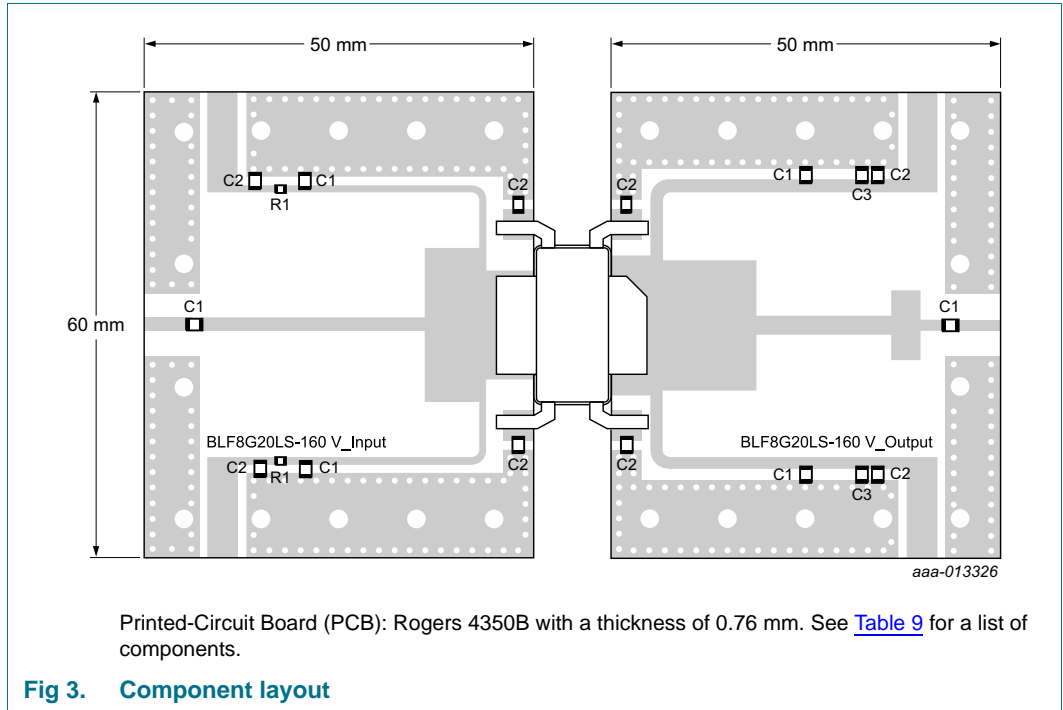 50 mm
50 mm
60 mm
C2
C1
R1
C2
C2
C1
C3
C2
C1
C1
BLF8G20LS-160 V_Input
C2
R1
C1
C2
C2
BLF8G20LS-160 V_Output
C1
C3
C2
aaa-013326
Printed-Circuit Board (PCB): Rogers 4350B with a thickness of 0.76 mm. See Table 9 for a list of
components.
Fig 3. Component layout